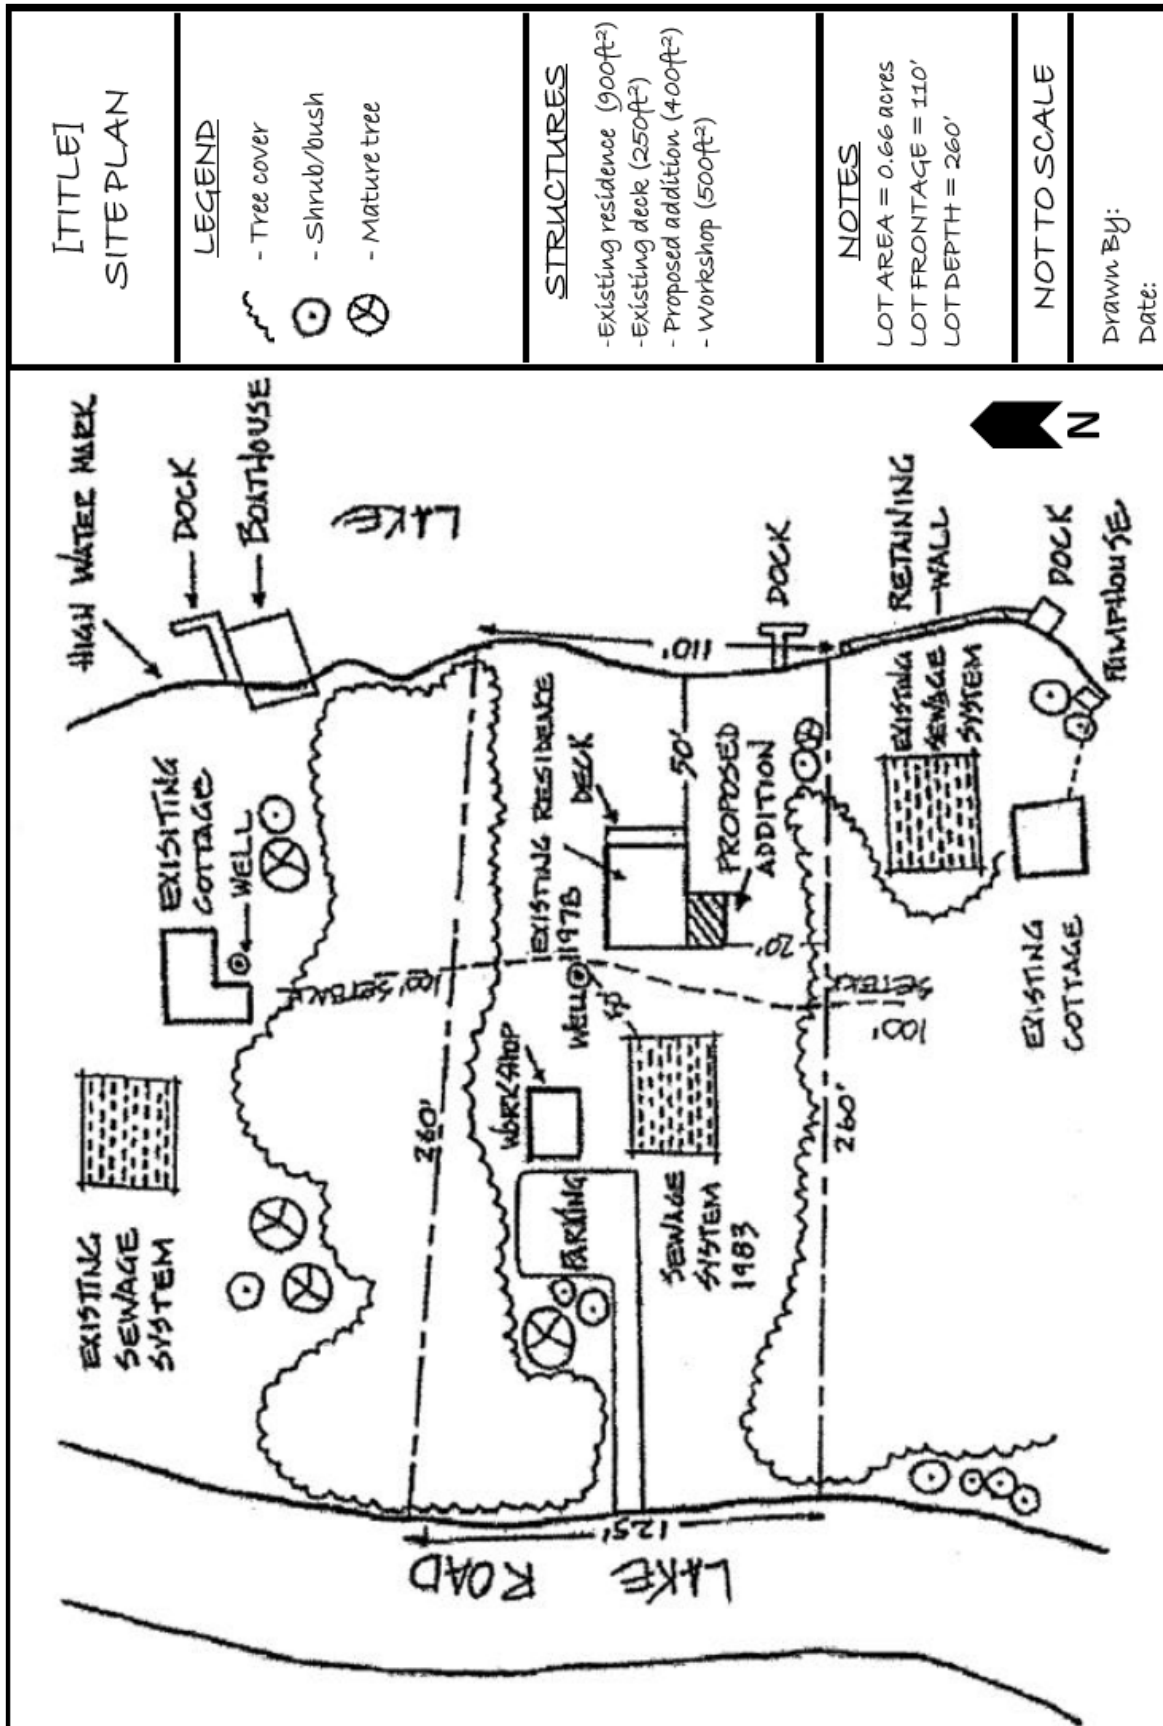 [TITLE]
SITE PLAN
LEGEND
- Tree cover
- Shrub/bush
- Mature tree
STRUCTURES
- Existing residence (900ft²)
- Existing deck (250ft²)
- Proposed addition (400ft²)
- Workshop (500ft²)
NOTES
LOT AREA = 0.66 acres
LOT FRONTAGE = 110'
LOT DEPTH = 260'
NOT TO SCALE
Drawn By:
Date:
HIGH WATER MARK
DOCK
BOATHOUSE
LAKE
DOCK
RETAINING
WALL
DOCK
PUMPHOUSE
N
EXISITING
COTTAGE
WELL
110'
EXISTING RESIDENCE
DECK
50'
PROPOSED
ADDITION
EXISTING
SEWAGE
SYSTEM
100' SETBACK
1978
WELL
50'
20'
100'
SETBACK
EXISTING
COTTAGE
260'
WORKSHOP
260'
EXISTING
SEWAGE
SYSTEM
PARKING
SEWAGE
SYSTEM
1983
125'
LAKE
ROAD